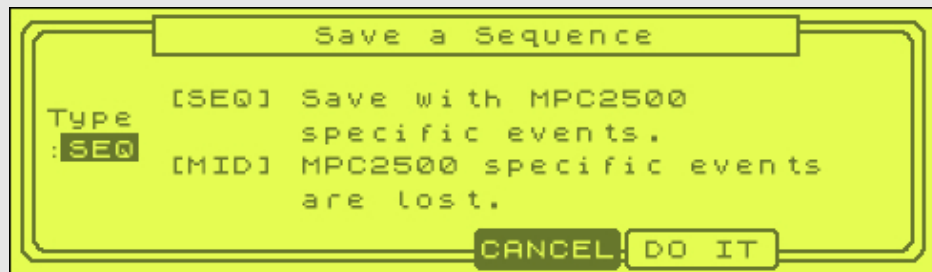 Save a Sequence
Type
:SEQ
[SEQ] Save with MPC2500
specific events.
[MID] MPC2500 specific events
are lost.
CANCEL DO IT